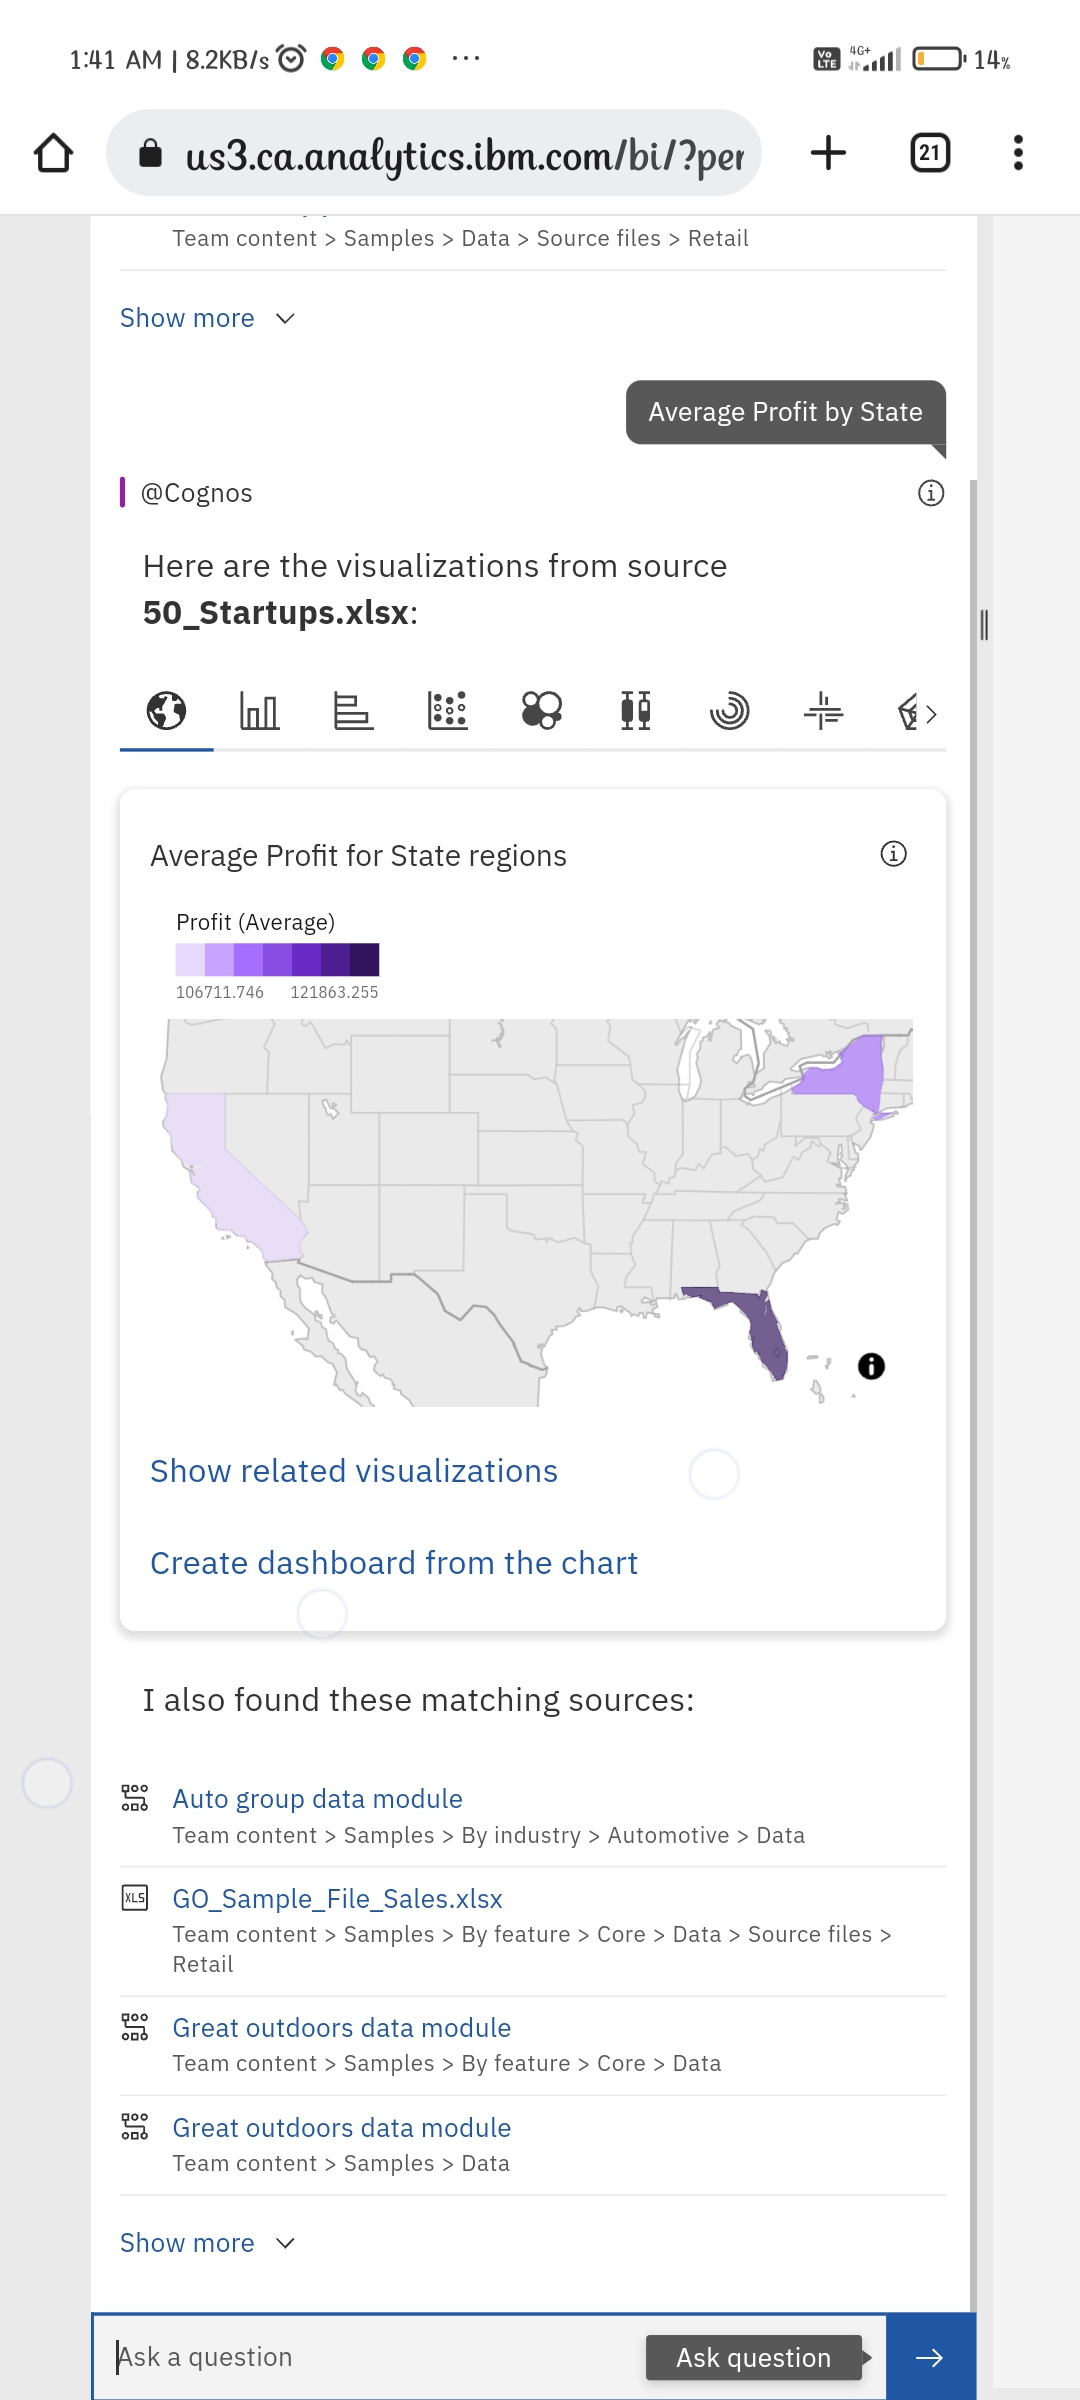 1:41 AM | 8.2KB/s ...
Vo LTE 4G+ 14%
us3.ca.analytics.ibm.com/bi/?per
21
Team content > Samples > Data > Source files > Retail
Show more
Average Profit by State
@Cognos
Here are the visualizations from source
50_Startups.xlsx:
Average Profit for State regions
Profit (Average)
106711.746 121863.255
Show related visualizations
Create dashboard from the chart
I also found these matching sources:
Auto group data module
Team content > Samples > By industry > Automotive > Data
XLS GO_Sample_File_Sales.xlsx
Team content > Samples > By feature > Core > Data > Source files >
Retail
Great outdoors data module
Team content > Samples > By feature > Core > Data
Great outdoors data module
Team content > Samples > Data
Show more
Ask a question Ask question